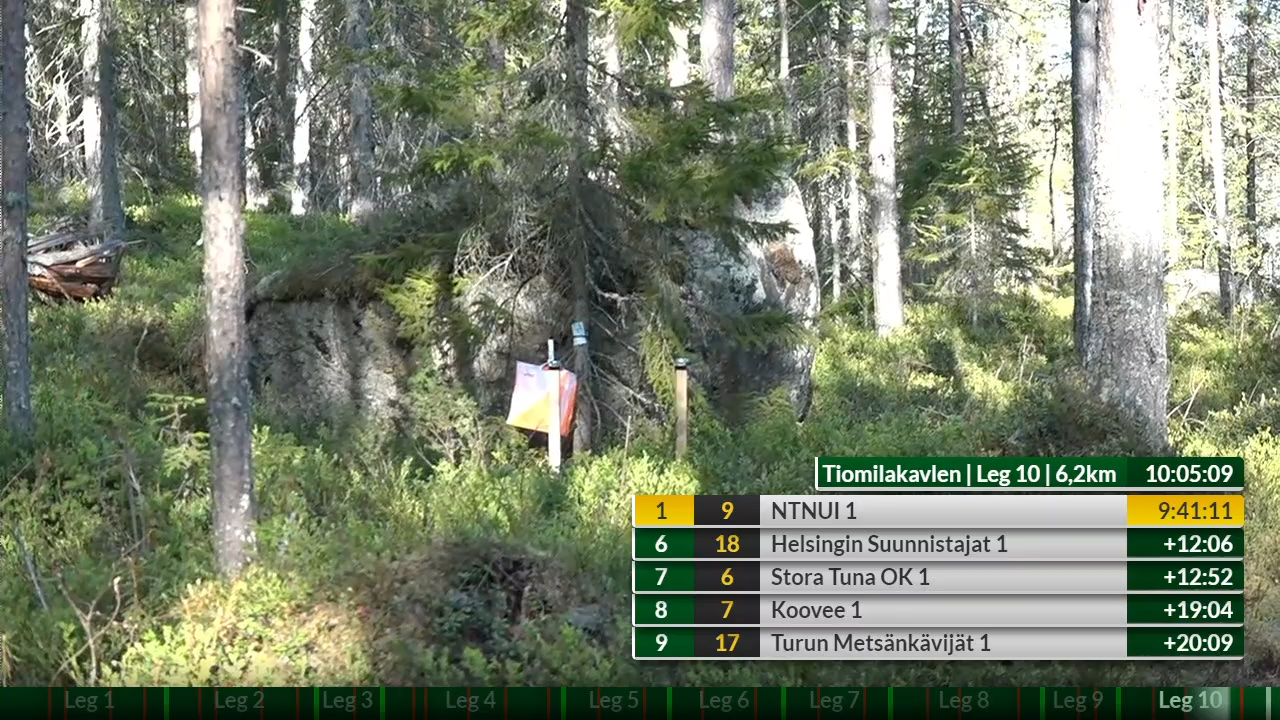 Tiomilakavlen | Leg 10 | 6,2km 10:05:09
1 9 NTNUI 1 9:41:11
6 18 Helsingin Suunnistajat 1 +12:06
7 6 Stora Tuna OK 1 +12:52
8 7 Koovee 1 +19:04
9 17 Turun Metsänkävijät 1 +20:09
Leg 1 Leg 2 Leg 3 Leg 4 Leg 5 Leg 6 Leg 7 Leg 8 Leg 9 Leg 10